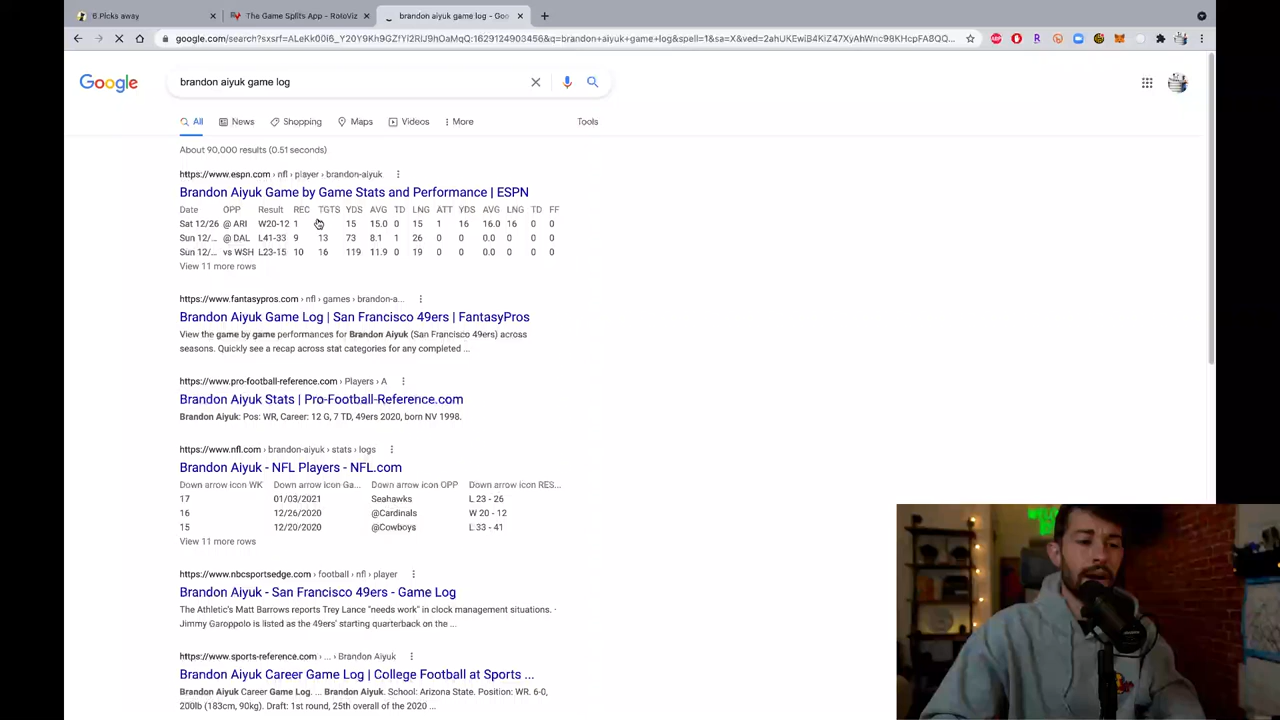 6 Picks away
The Game Splits App - RotoViz
brandon aiyuk game log - Goo
google.com/search?
Google
brandon aiyuk game log
All News Shopping Maps Videos More Tools
About 90,000 results (0.51 seconds)
https://www.espn.com › nfl › player › brandon-aiyuk
Brandon Aiyuk Game by Game Stats and Performance | ESPN
Date OPP Result REC TGTS YDS AVG TD LNG ATT YDS AVG LNG TD FF
Sat 12/26 @ ARI W20-12 1 15 15.0 0 15 1 16 16.0 16 0 0
Sun 12/... @ DAL L41-33 9 13 73 8.1 1 26 0 0 0.0 0 0 0
Sun 12/... vs WSH L23-15 10 16 119 11.9 0 19 0 0 0.0 0 0 0
View 11 more rows
https://www.fantasypros.com › nfl › games › brandon-a...
Brandon Aiyuk Game Log | San Francisco 49ers | FantasyPros
View the game by game performances for Brandon Aiyuk (San Francisco 49ers) across
seasons. Quickly see a recap across stat categories for any completed ...
https://www.pro-football-reference.com › Players › A
Brandon Aiyuk Stats | Pro-Football-Reference.com
Brandon Aiyuk: Pos: WR, Career: 12 G, 7 TD, 49ers 2020, born NV 1998.
https://www.nfl.com › brandon-aiyuk › stats › logs
Brandon Aiyuk - NFL Players - NFL.com
Down arrow icon WK Down arrow icon Ga... Down arrow icon OPP Down arrow icon RES...
17 01/03/2021 Seahawks L 23 - 26
16 12/26/2020 @Cardinals W 20 - 12
15 12/20/2020 @Cowboys L 33 - 41
View 11 more rows
https://www.nbcsportsedge.com › football › nfl › player
Brandon Aiyuk - San Francisco 49ers - Game Log
The Athletic's Matt Barrows reports Trey Lance "needs work" in clock management situations. ·
Jimmy Garoppolo is listed as the 49ers' starting quarterback on the ...
https://www.sports-reference.com › ... › Brandon Aiyuk
Brandon Aiyuk Career Game Log | College Football at Sports ...
Brandon Aiyuk Career Game Log. ... Brandon Aiyuk. School: Arizona State. Position: WR. 6-0,
200lb (183cm, 90kg). Draft: 1st round, 25th overall of the 2020 ...